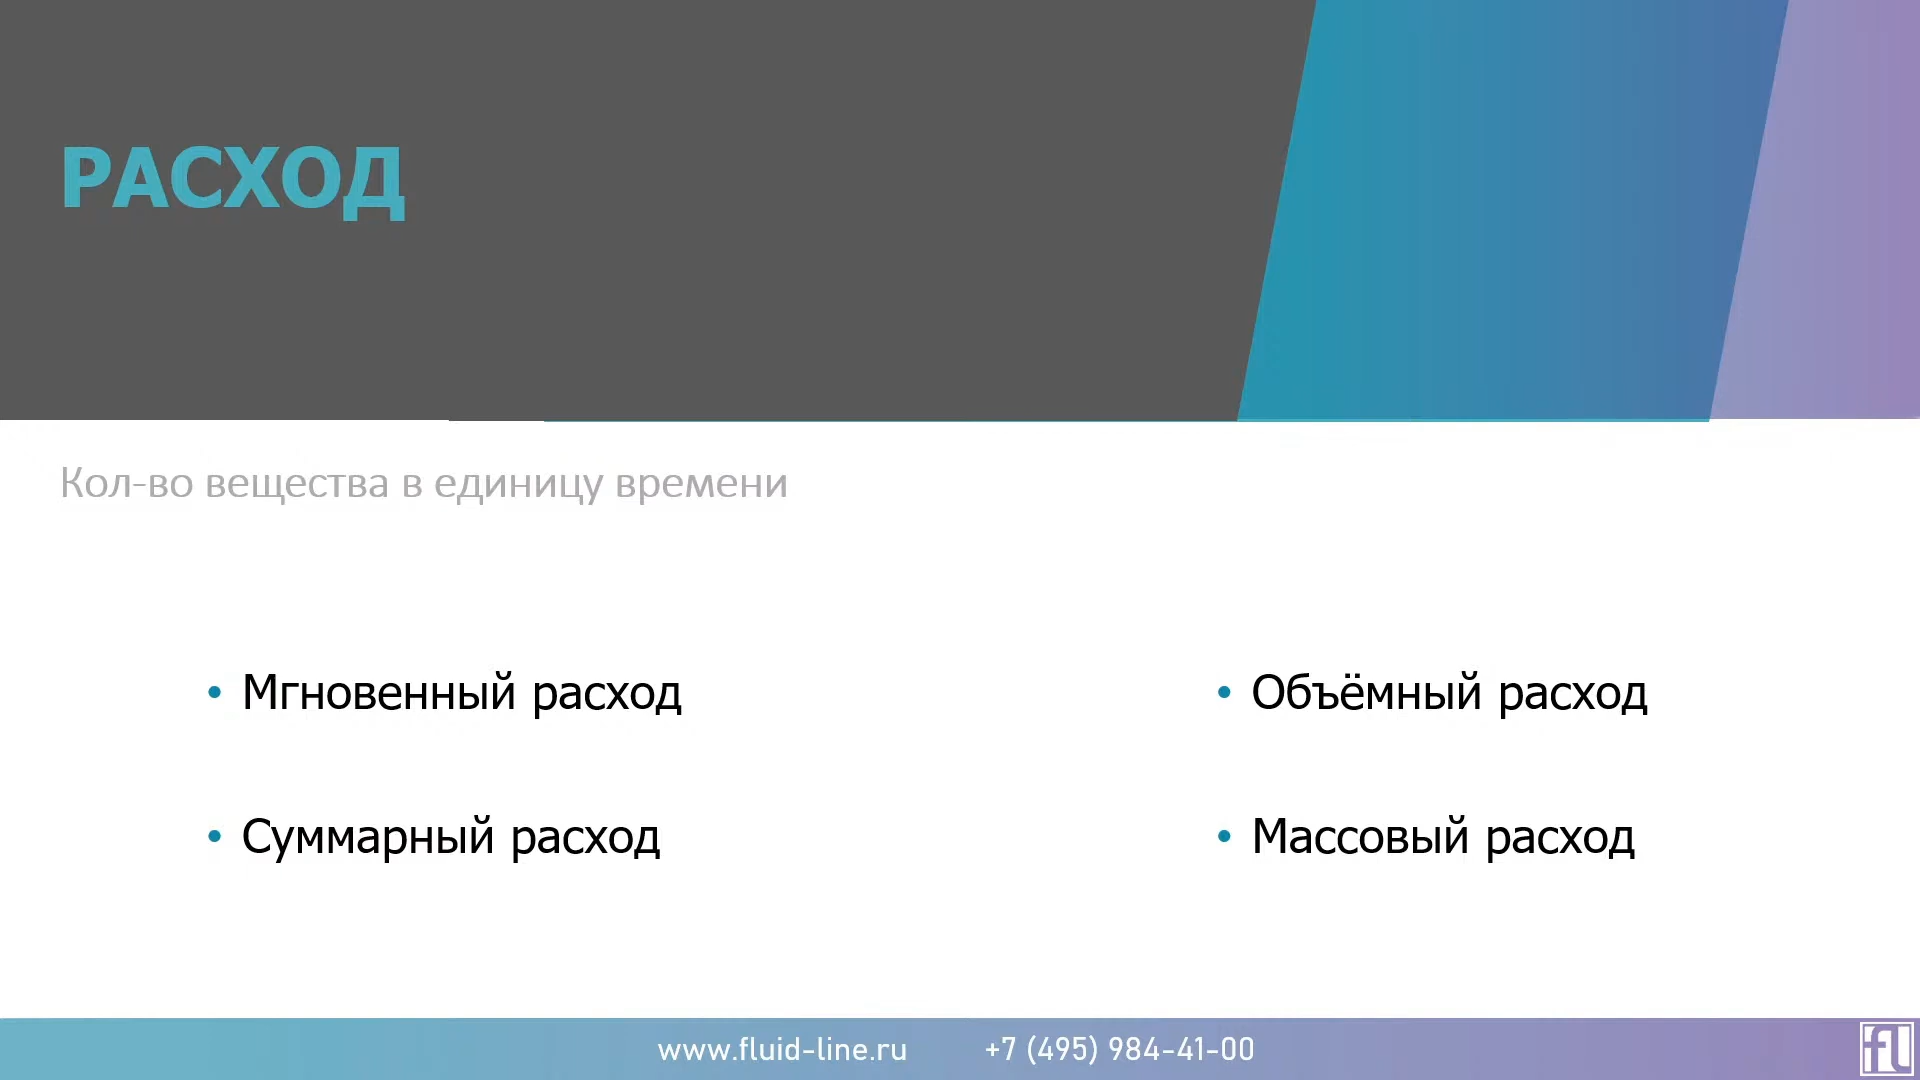 РАСХОД
Кол-во вещества в единицу времени
• Мгновенный расход
• Суммарный расход
• Объёмный расход
• Массовый расход
www.fluid-line.ru +7 (495) 984-41-00
fl